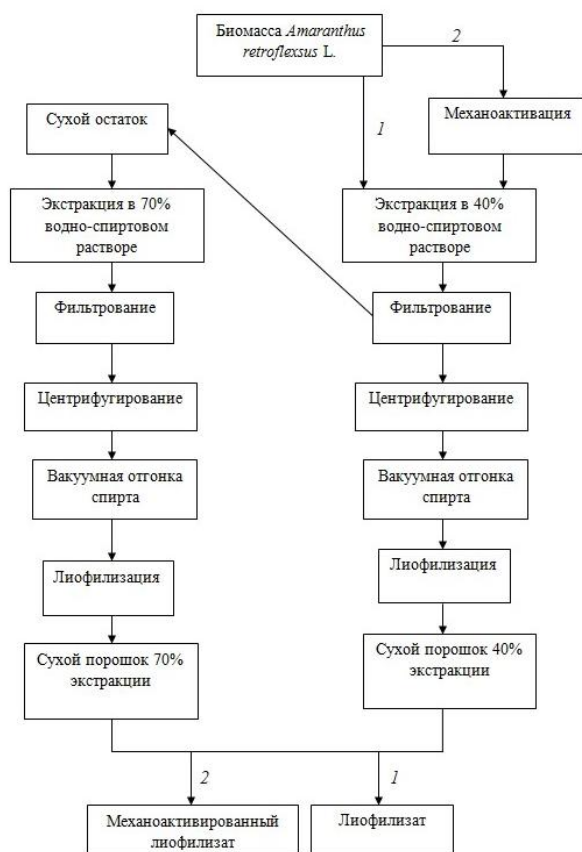 Биомасса Amaranthus
retroflexsus L.
2
1
Механоактивация
Сухой остаток
Экстракция в 70%
водно-спиртовом
растворе
Экстракция в 40%
водно-спиртовом
растворе
Фильтрование
Фильтрование
Центрифугирование
Центрифугирование
Вакуумная отгонка
спирта
Вакуумная отгонка
спирта
Лиофилизация
Лиофилизация
Сухой порошок 70%
экстракции
Сухой порошок 40%
экстракции
2
1
Механоактивированный
лиофилизат
Лиофилизат